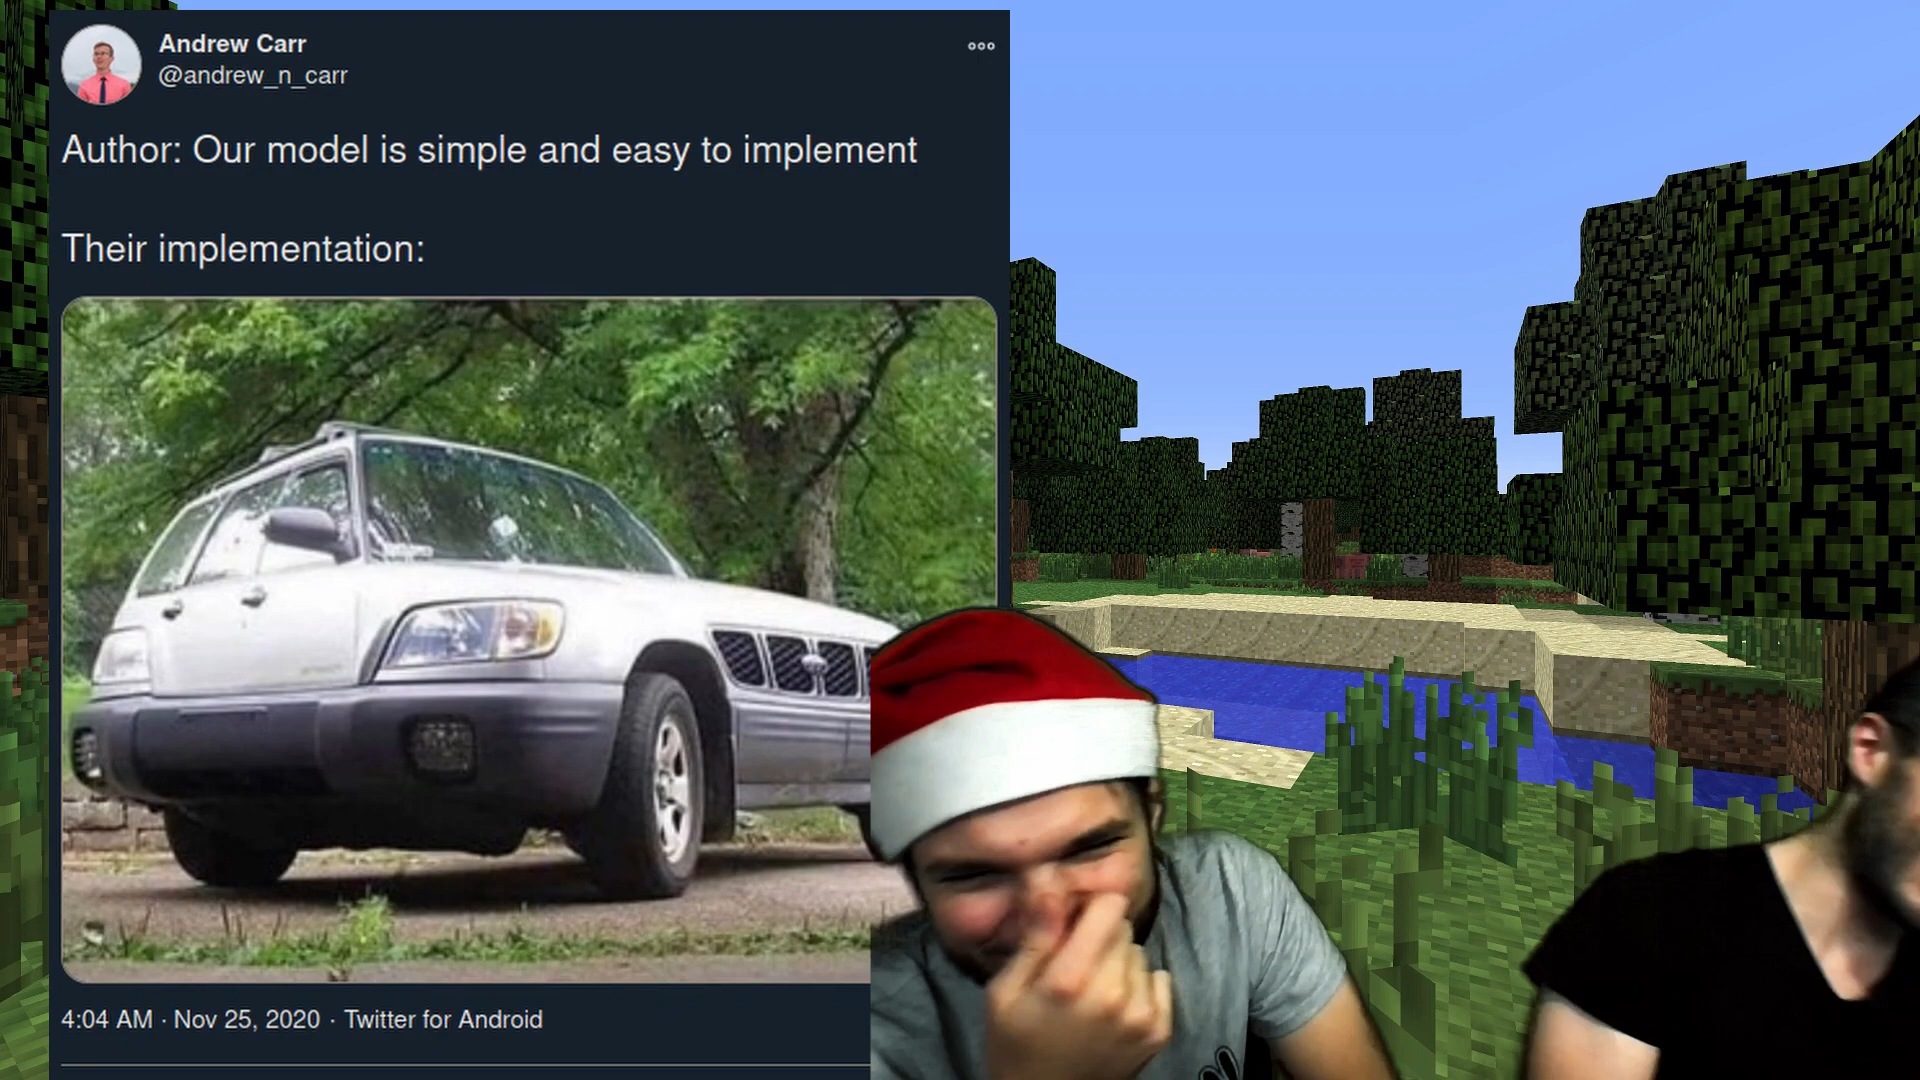 Andrew Carr
@andrew_n_carr
Author: Our model is simple and easy to implement
Their implementation:
4:04 AM · Nov 25, 2020 · Twitter for Android